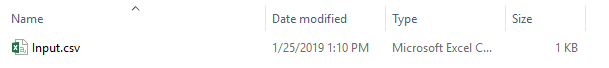 Name Date modified Type Size
Input.csv 1/25/2019 1:10 PM Microsoft Excel C... 1 KB